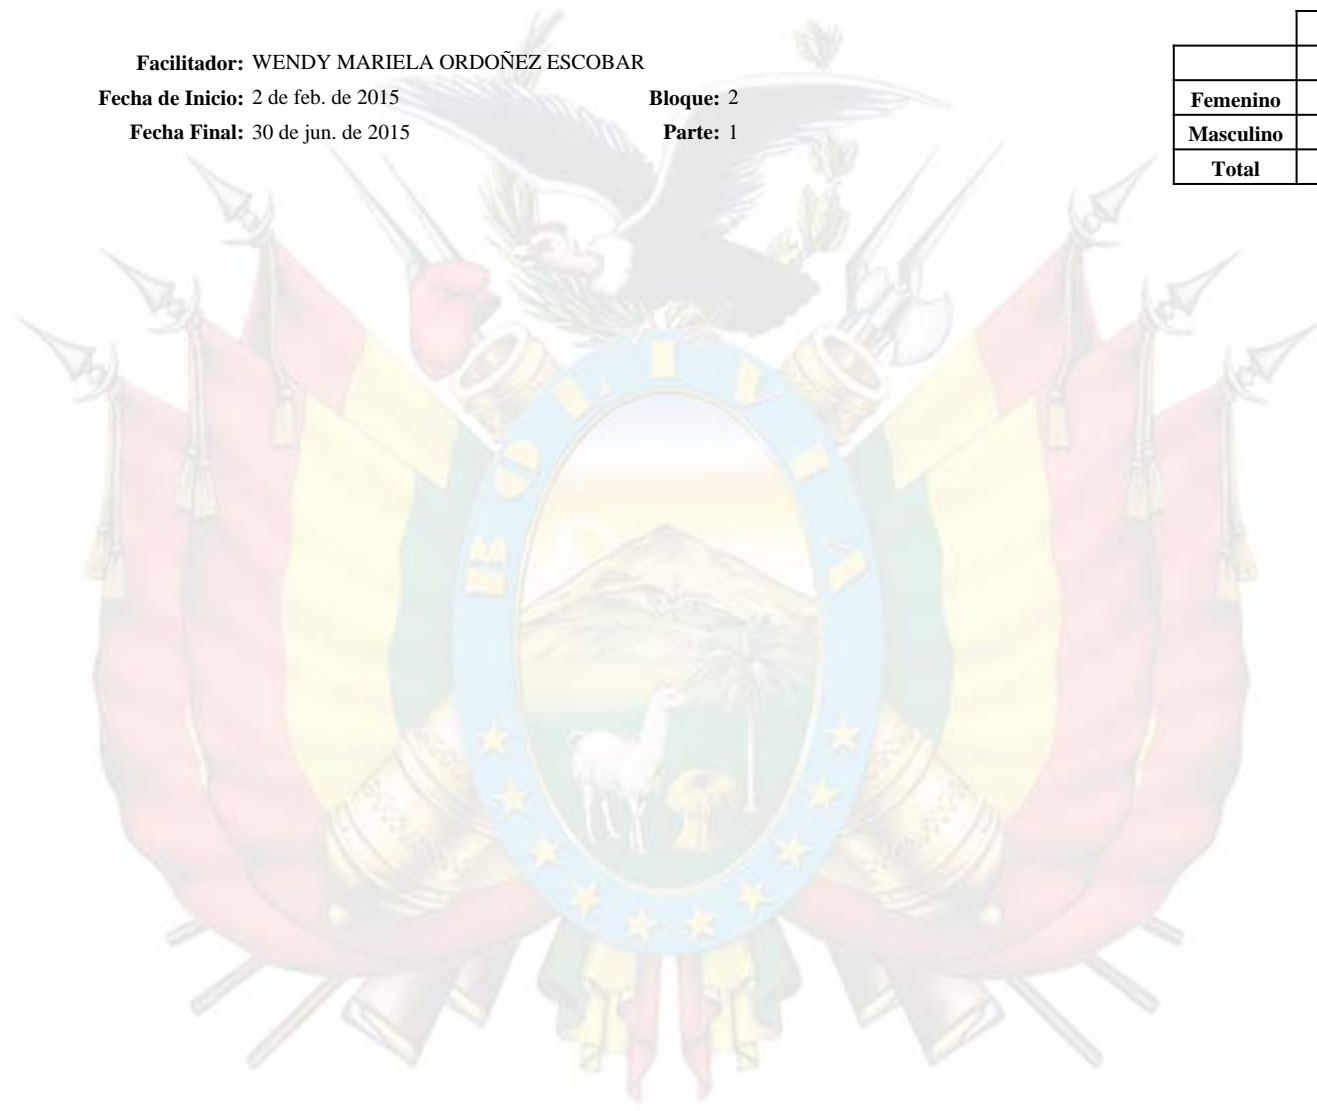 Facilitador: WENDY MARIELA ORDOÑEZ ESCOBAR
Fecha de Inicio: 2 de feb. de 2015 Bloque: 2
Fecha Final: 30 de jun. de 2015 Parte: 1
Femenino
Masculino
Total
BOLIVIA